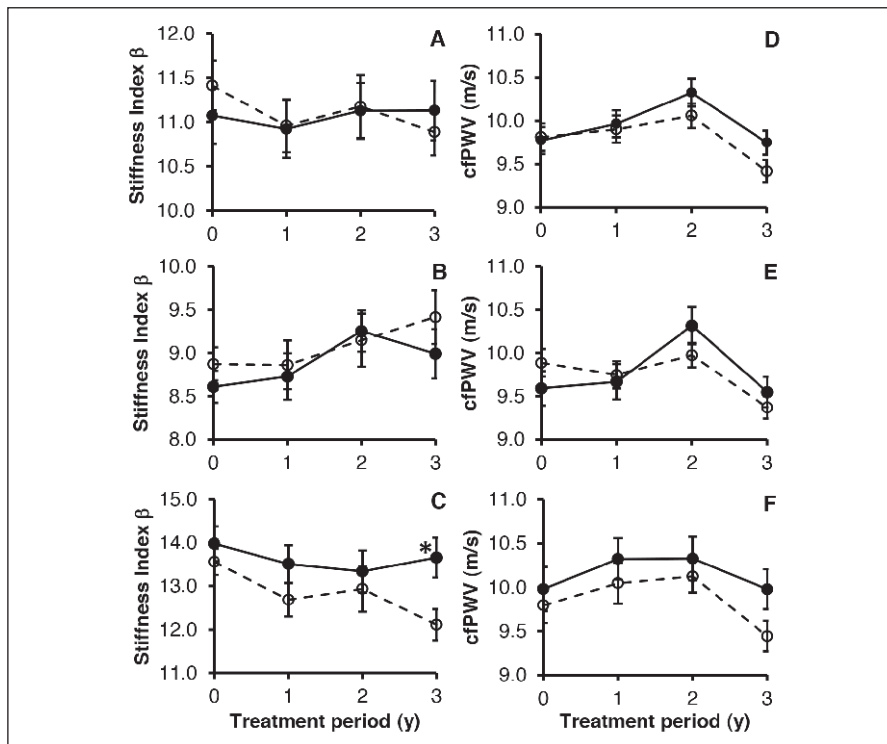 A
Stiffness Index β
12.0
11.5
11.0
10.5
10.0
0 1 2 3
D
cfPWV (m/s)
11.0
10.5
10.0
9.5
9.0
0 1 2 3
B
Stiffness Index β
10.0
9.5
9.0
8.5
8.0
0 1 2 3
E
cfPWV (m/s)
11.0
10.5
10.0
9.5
9.0
0 1 2 3
C
Stiffness Index β
15.0
14.0
13.0
12.0
11.0
*
0 1 2 3
Treatment period (y)
F
cfPWV (m/s)
11.0
10.5
10.0
9.5
9.0
0 1 2 3
Treatment period (y)